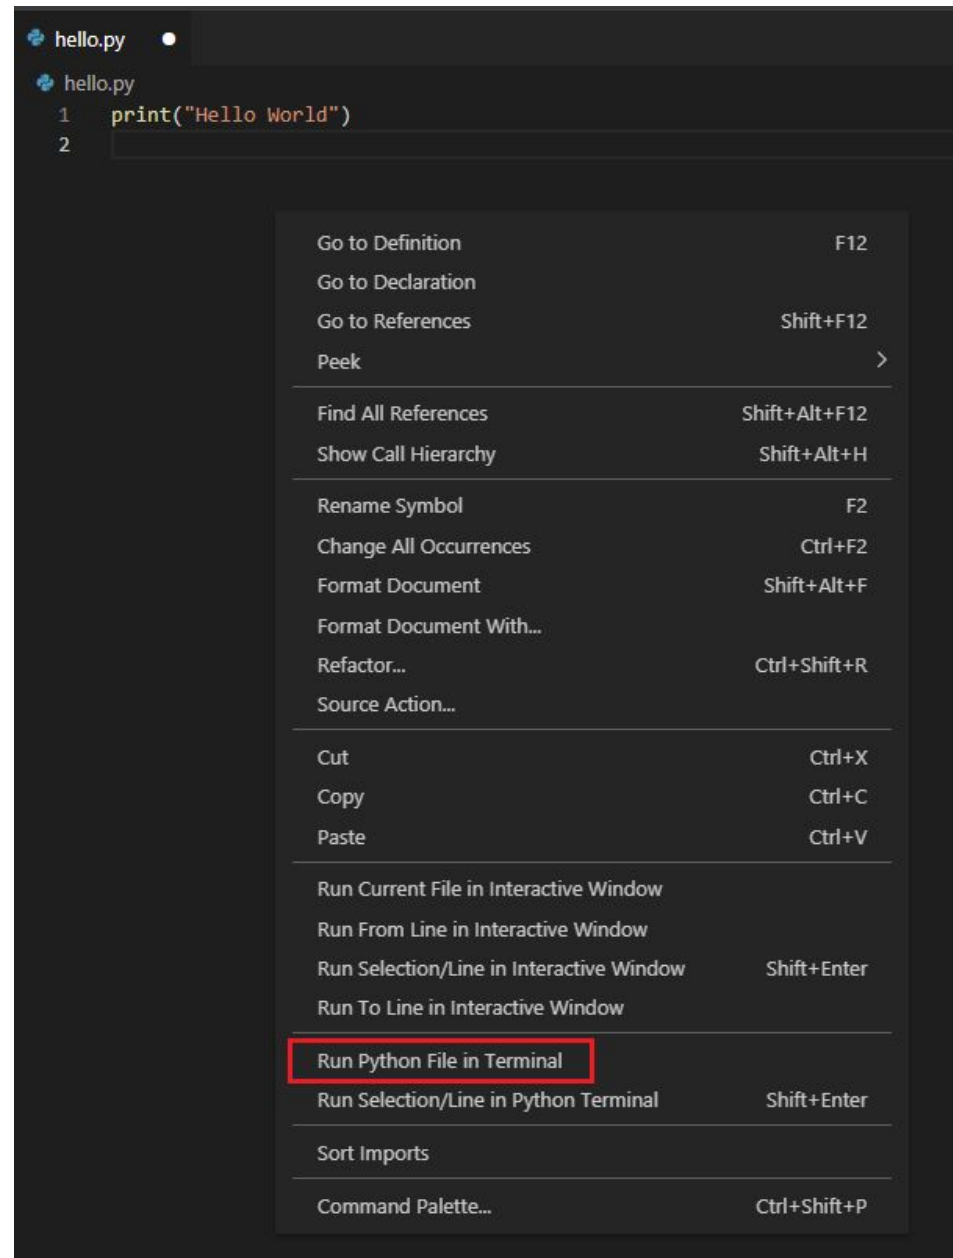 hello.py
hello.py
1 print("Hello World")
2
Go to Definition F12
Go to Declaration
Go to References Shift+F12
Peek
Find All References Shift+Alt+F12
Show Call Hierarchy Shift+Alt+H
Rename Symbol F2
Change All Occurrences Ctrl+F2
Format Document Shift+Alt+F
Format Document With...
Refactor... Ctrl+Shift+R
Source Action...
Cut Ctrl+X
Copy Ctrl+C
Paste Ctrl+V
Run Current File in Interactive Window
Run From Line in Interactive Window
Run Selection/Line in Interactive Window Shift+Enter
Run To Line in Interactive Window
Run Python File in Terminal
Run Selection/Line in Python Terminal Shift+Enter
Sort Imports
Command Palette... Ctrl+Shift+P